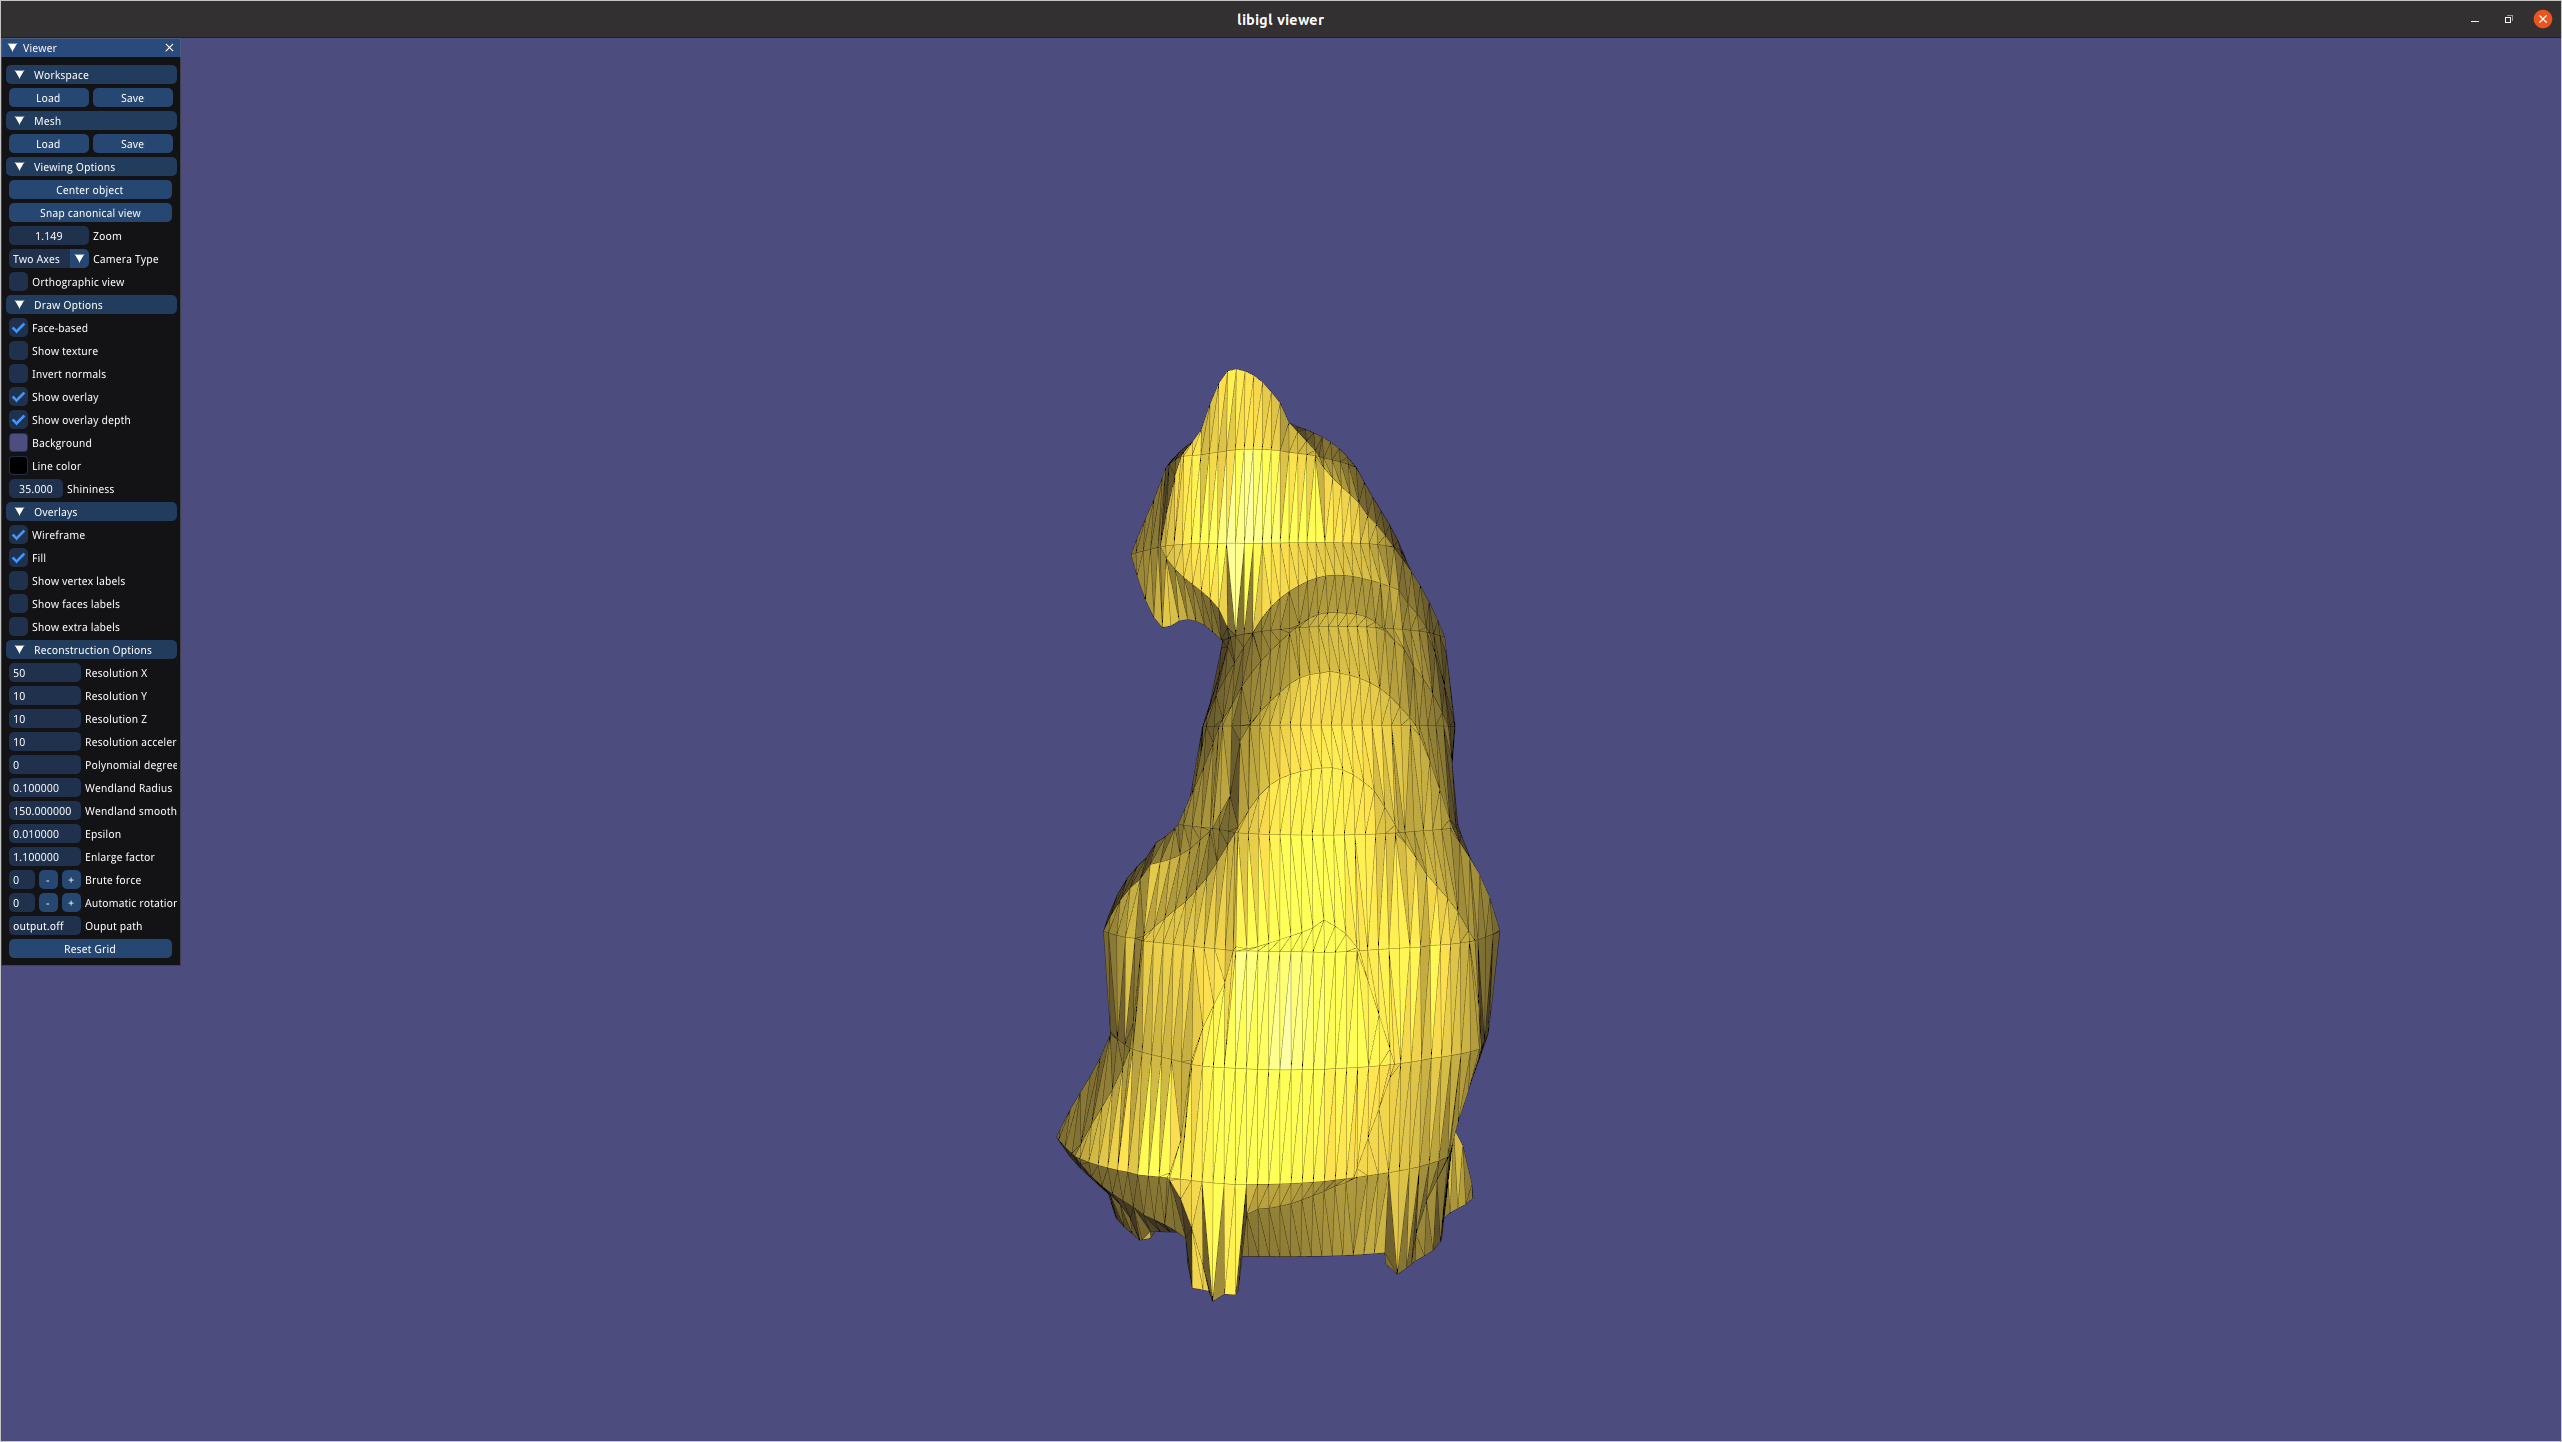 libigl viewer
Viewer
Workspace
Load Save
Mesh
Load Save
Viewing Options
Center object
Snap canonical view
1.149 Zoom
Two Axes Camera Type
Orthographic view
Draw Options
Face-based
Show texture
Invert normals
Show overlay
Show overlay depth
Background
Line color
35.000 Shininess
Overlays
Wireframe
Fill
Show vertex labels
Show faces labels
Show extra labels
Reconstruction Options
50 Resolution X
10 Resolution Y
10 Resolution Z
10 Resolution acceler
0 Polynomial degree
0.100000 Wendland Radius
150.000000 Wendland smooth
0.010000 Epsilon
1.100000 Enlarge factor
0 - + Brute force
0 - + Automatic rotation
output.off Ouput path
Reset Grid